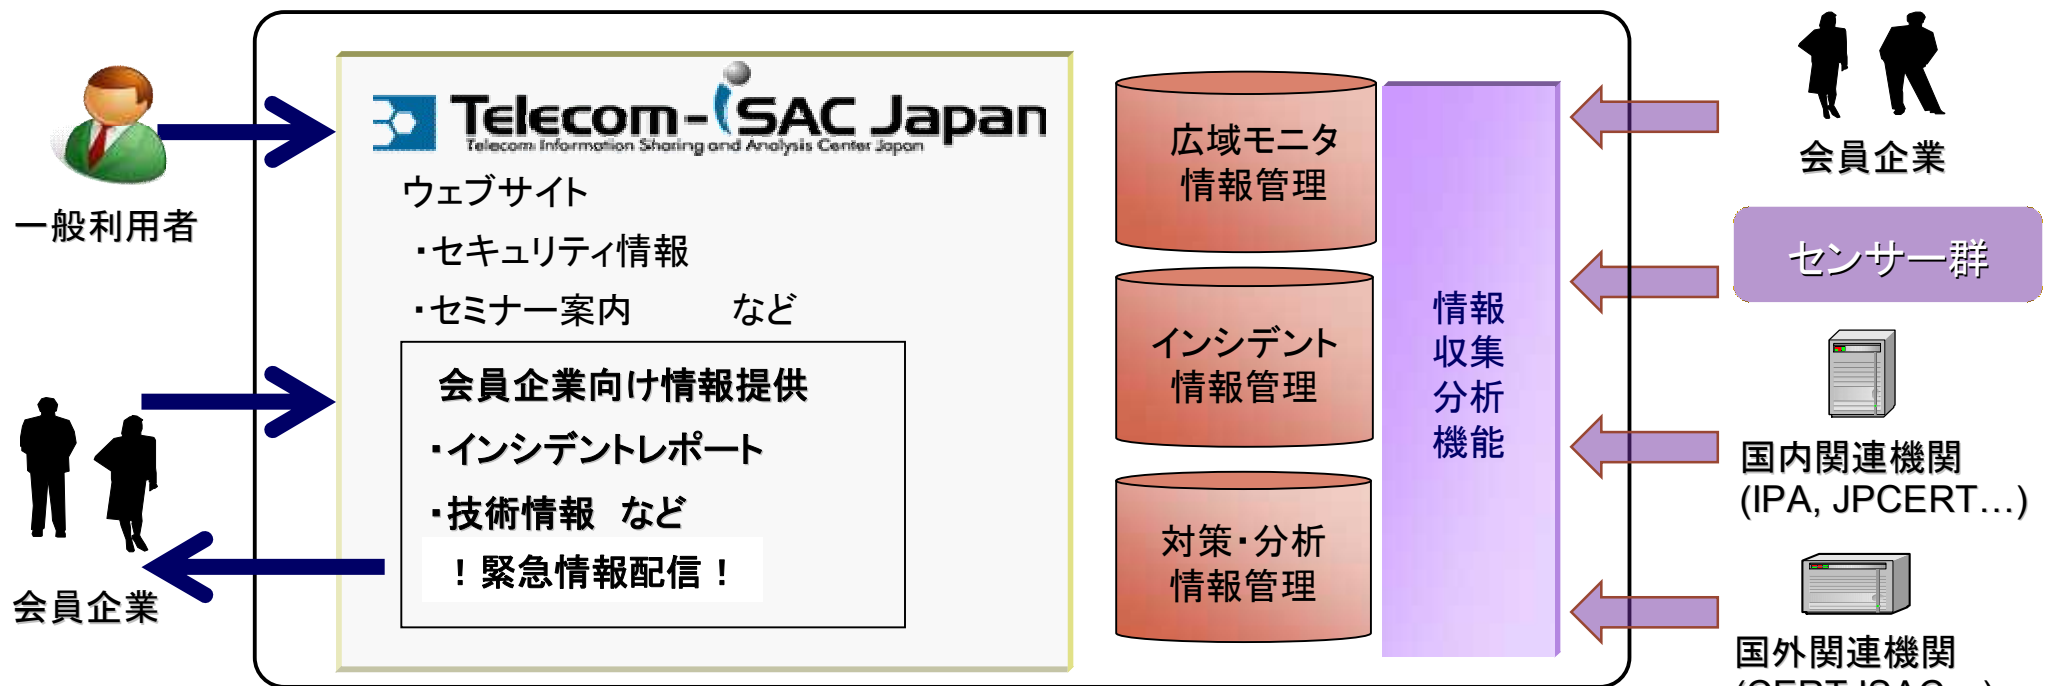 一般利用者
会員企業
Telecom-iSAC Japan
Telecom Information Sharing and Analysis Center Japan
ウェブサイト
・セキュリティ情報
・セミナー案内　　など
会員企業向け情報提供
・インシデントレポート
・技術情報　など
！緊急情報配信！
広域モニタ
情報管理
インシデント
情報管理
対策・分析
情報管理
情報
収集
分析
機能
会員企業
センサー群
国内関連機関
(IPA, JPCERT…)
国外関連機関